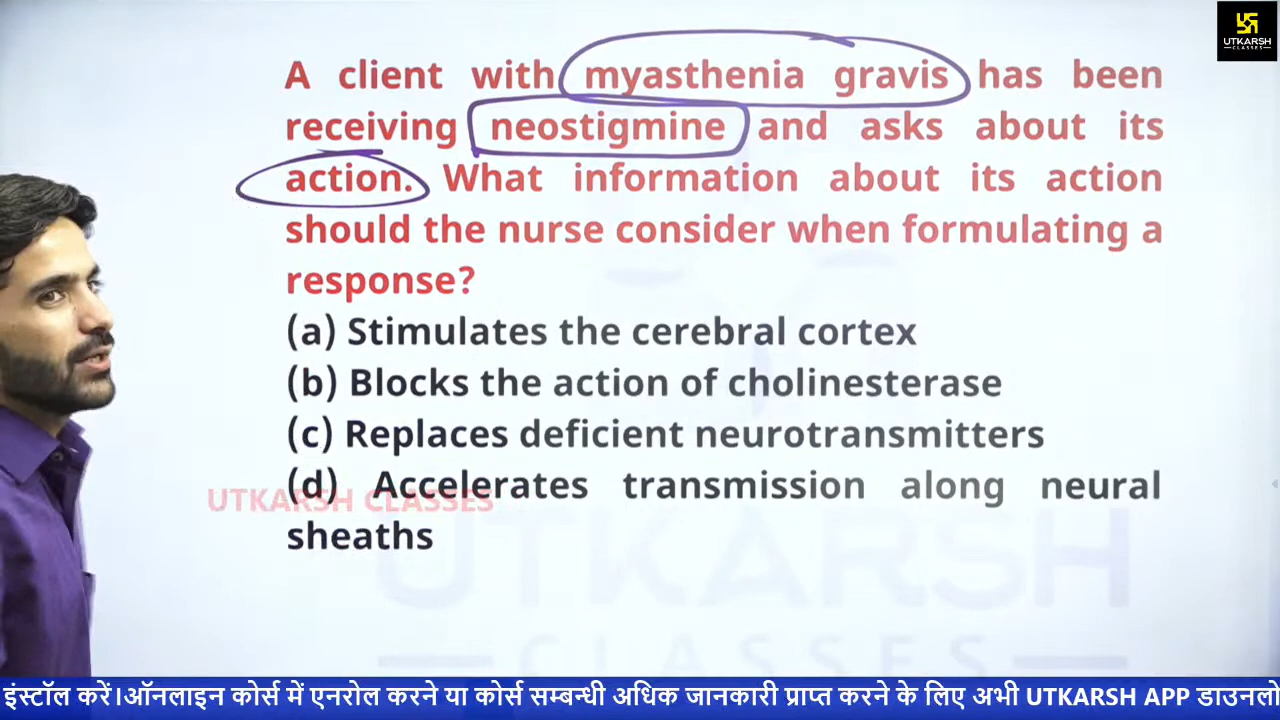 UTKARSH
CLASSES
A client with myasthenia gravis has been
receiving neostigmine and asks about its
action. What information about its action
should the nurse consider when formulating a
response?
(a) Stimulates the cerebral cortex
(b) Blocks the action of cholinesterase
(c) Replaces deficient neurotransmitters
(d) Accelerates transmission along neural
UTKARSH CLASSES
sheaths
UTKARSH
CLASSES
इंस्टॉल करें।ऑनलाइन कोर्स में एनरोल करने या कोर्स सम्बन्धी अधिक जानकारी प्राप्त करने के लिए अभी UTKARSH APP डाउनलो